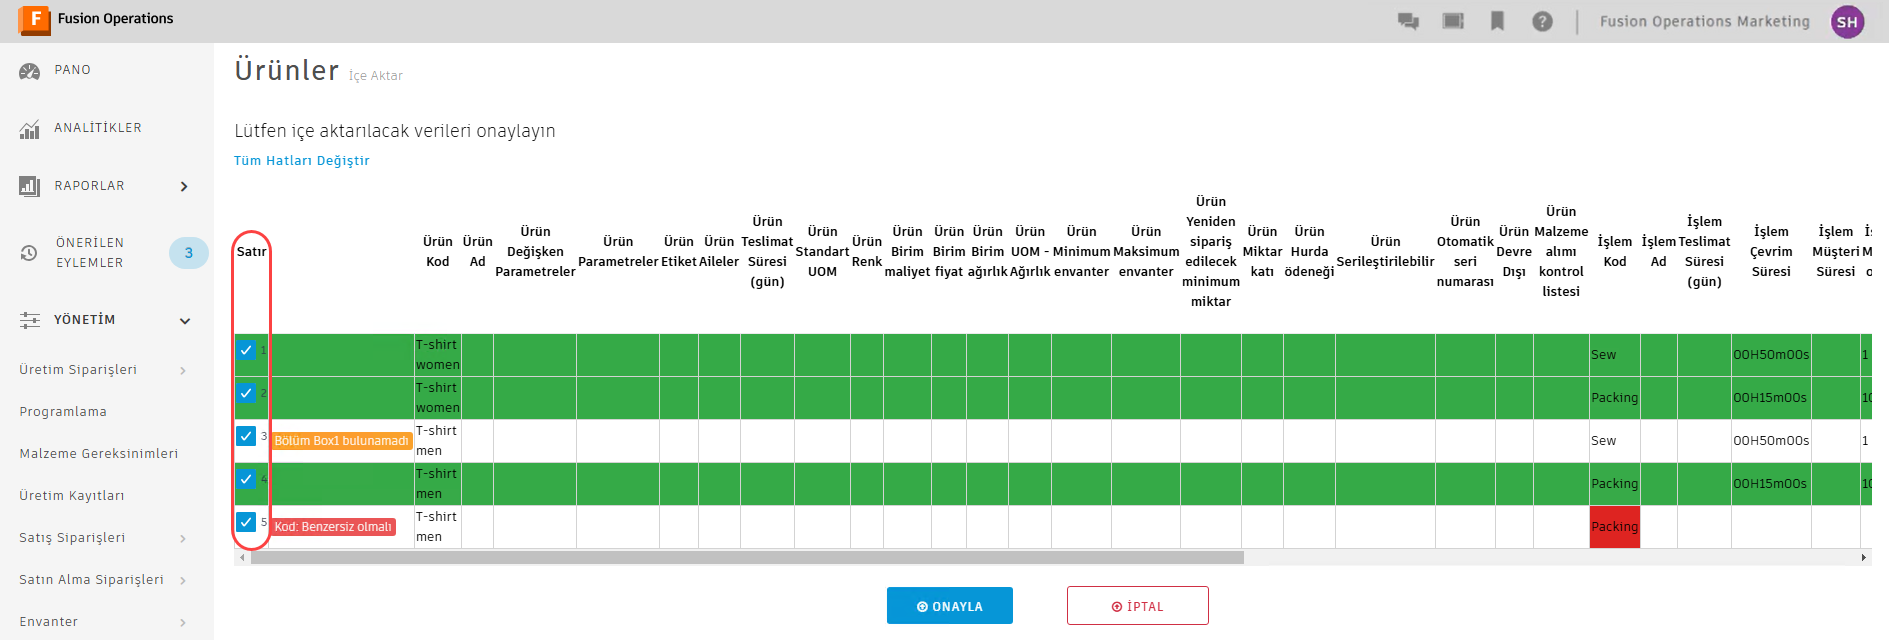 F Fusion Operations
Fusion Operations Marketing SH
PANO
ANALİTİKLER
RAPORLAR
ÖNERİLEN
EYLEMLER
3
YÖNETİM
Üretim Siparişleri
Programlama
Malzeme Gereksinimleri
Üretim Kayıtları
Satış Siparişleri
Satın Alma Siparişleri
Envanter
Ürünler İçe Aktar
Lütfen içe aktarılacak verileri onaylayın
Tüm Hatları Değiştir
Satır
Ürün Kod
Ürün Ad
Ürün Değişken Parametreler
Ürün Parametreler
Ürün Etiket
Ürün Aileler
Ürün Teslimat Süresi (gün)
Ürün Standart UOM
Ürün Renk
Ürün Birim maliyet
Ürün Birim fiyat
Ürün Birim ağırlık
Ürün UOM - Ağırlık
Ürün Minimum envanter
Ürün Maksimum envanter
Ürün Yeniden sipariş edilecek minimum miktar
Ürün Miktar katı
Ürün Hurda ödeneği
Ürün Serileştirilebilir
Ürün Otomatik seri numarası
Ürün Devre Dışı
Ürün Malzeme alımı kontrol listesi
İşlem Kod
İşlem Ad
İşlem Teslimat Süresi (gün)
İşlem Çevrim Süresi
İşlem Müşteri Süresi
1 T-shirt women Sew 00H50m00s 1
2 T-shirt women Packing 00H15m00s 10
3 Bölüm Box1 bulunamadı T-shirt men Sew 00H50m00s 1
4 T-shirt men Packing 00H15m00s 10
5 Kod: Benzersiz olmalı T-shirt men Packing
ONAYLA
İPTAL